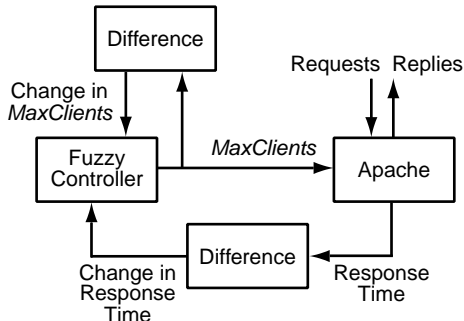 Difference
Requests Replies
Change in
MaxClients
Fuzzy
Controller
MaxClients
Apache
Difference
Change in
Response
Time
Response
Time